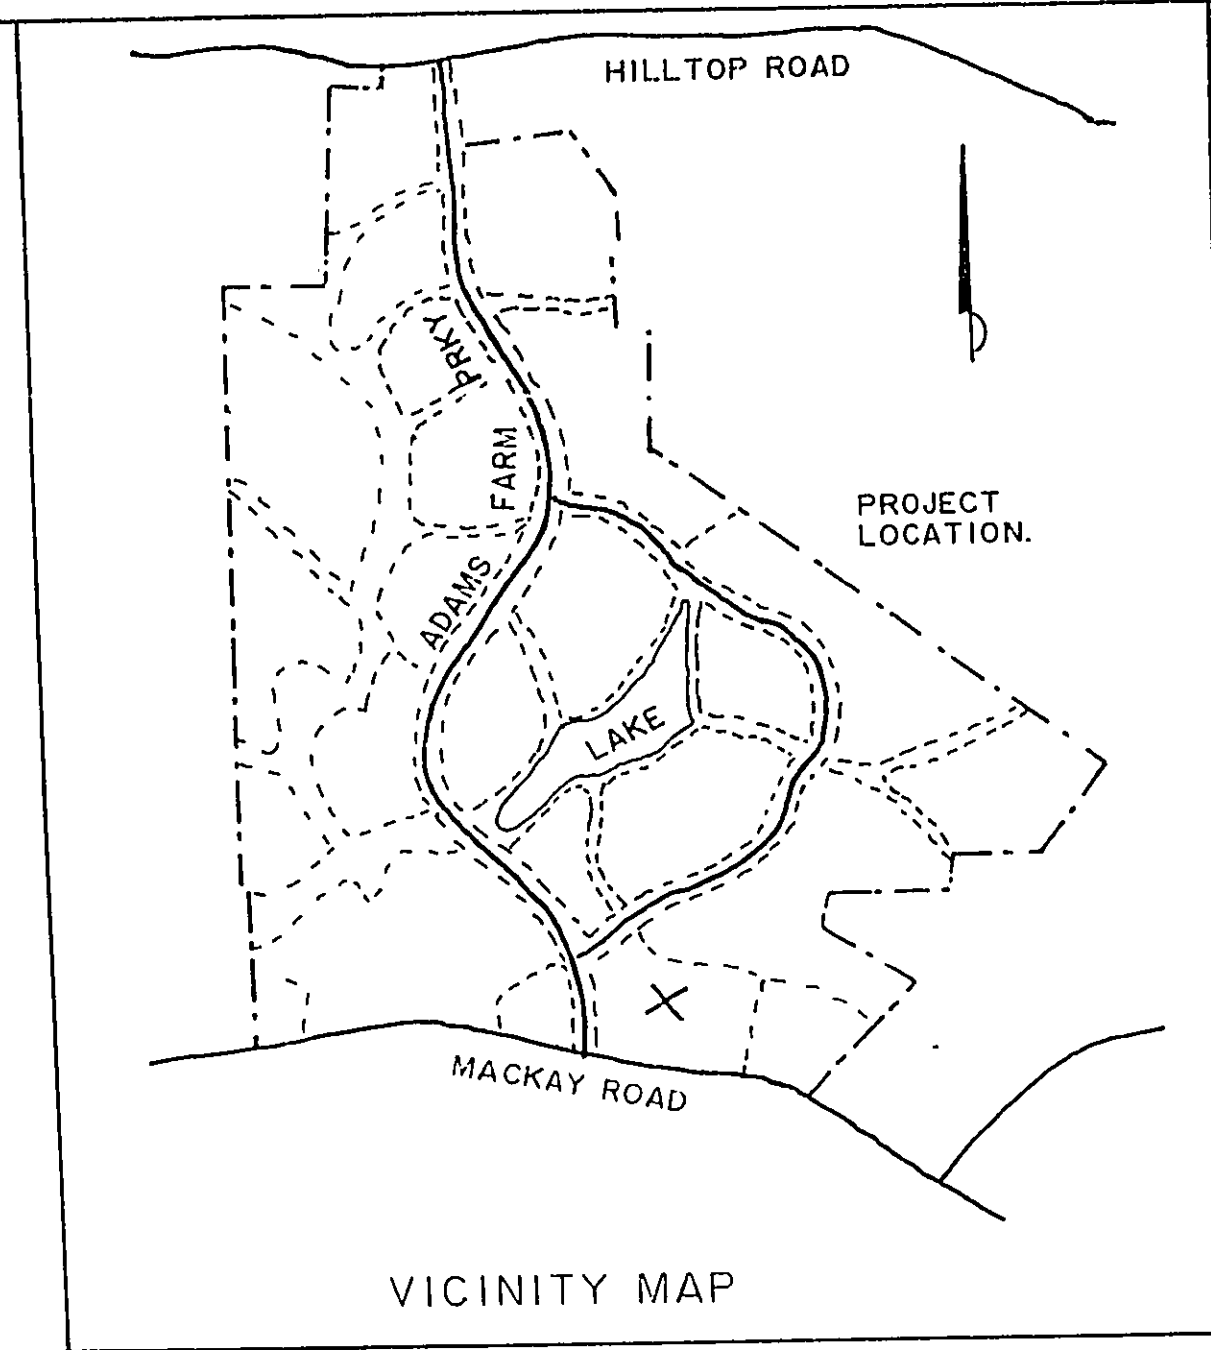 HILLTOP ROAD
PRKY
FARM
ADAMS
PROJECT
LOCATION.
LAKE
X
MACKAY ROAD
VICINITY MAP